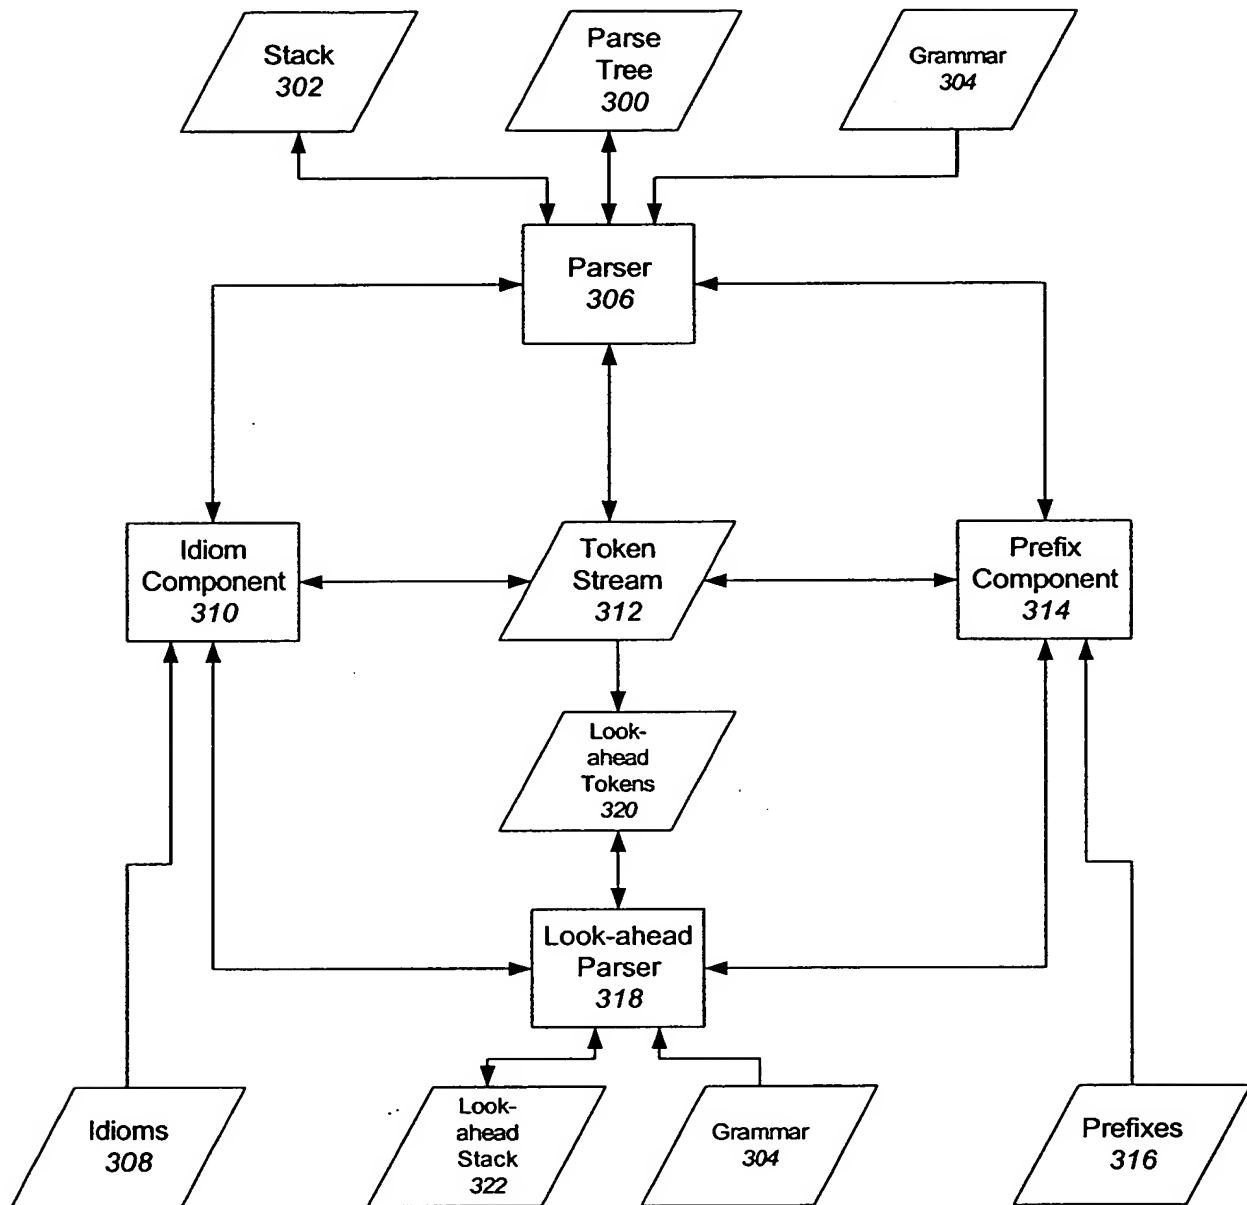 Stack
302
Parse
Tree
300
Grammar
304
Parser
306
Idiom
Component
310
Token
Stream
312
Prefix
Component
314
Look-
ahead
Tokens
320
Look-ahead
Parser
318
Idioms
308
Look-
ahead
Stack
322
Grammar
304
Prefixes
316